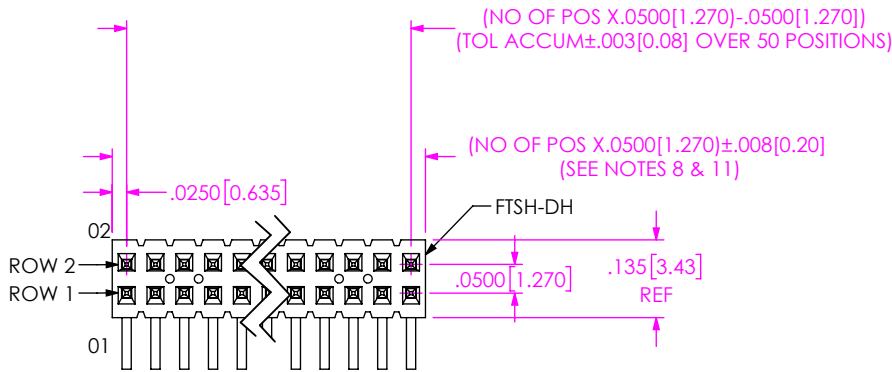 (NO OF POS X.0500[1.270]-.0500[1.270])
(TOL ACCUM±.003[0.08] OVER 50 POSITIONS)
(NO OF POS X.0500[1.270)±.008[0.20]
(SEE NOTES 8 & 11)
.0250[0.635]
FTSH-DH
02
ROW 2
ROW 1
.0500[1.270]
.135[3.43]
REF
01